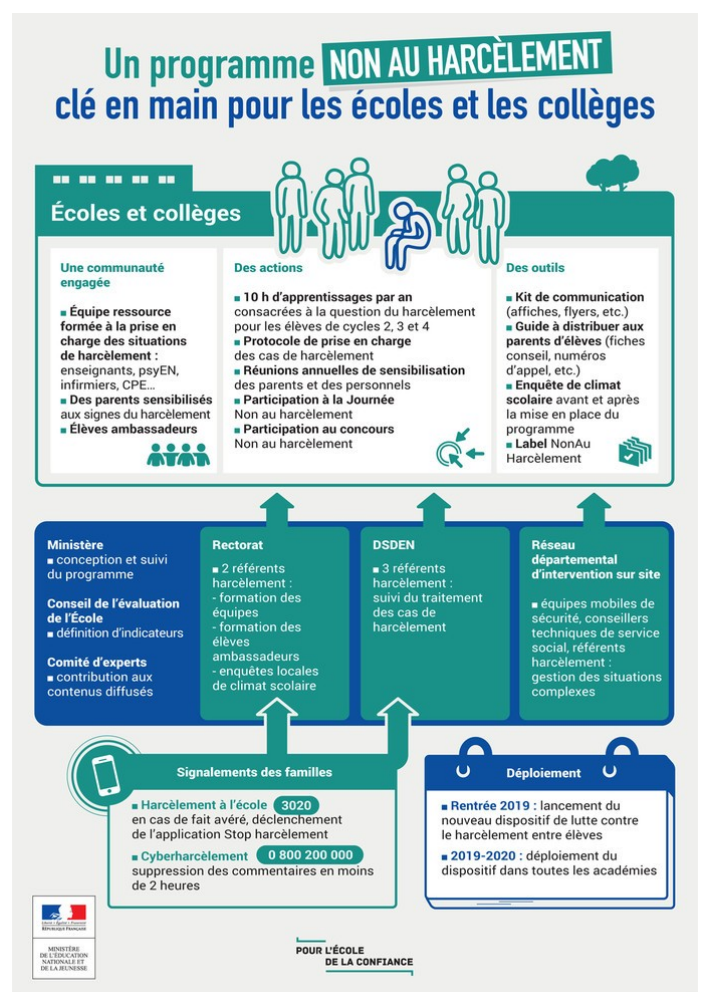 Un programme NON AU HARCÈLEMENT
clé en main pour les écoles et les collèges
Écoles et collèges
Une communauté
engagée
■ Équipe ressource
formée à la prise en
charge des situations
de harcèlement :
enseignants, psyEN,
infirmiers, CPE...
■ Des parents sensibilisés
aux signes du harcèlement
■ Élèves ambassadeurs
Des actions
■ 10 h d'apprentissages par an
consacrées à la question du harcèlement
pour les élèves de cycles 2, 3 et 4
■ Protocole de prise en charge
des cas de harcèlement
■ Réunions annuelles de sensibilisation
des parents et des personnels
■ Participation à la Journée
Non au harcèlement
■ Participation au concours
Non au harcèlement
Des outils
■ Kit de communication
(affiches, flyers, etc.)
■ Guide à distribuer aux
parents d'élèves (fiches
conseil, numéros
d'appel, etc.)
■ Enquête de climat
scolaire avant et après
la mise en place du
programme
■ Label NonAu
Harcèlement
Ministère
■ conception et suivi
du programme
Conseil de l'évaluation
de l'École
■ définition d'indicateurs
Comité d'experts
■ contribution aux
contenus diffusés
Rectorat
■ 2 référents
harcèlement :
- formation des
équipes
- formation des
élèves
ambassadeurs
- enquêtes locales
de climat scolaire
DSDEN
■ 3 référents
harcèlement :
suivi du traitement
des cas de
harcèlement
Réseau
départemental
d'intervention sur site
■ équipes mobiles de
sécurité, conseillers
techniques de service
social, référents
harcèlement :
gestion des situations
complexes
Signalements des familles
■ Harcèlement à l'école 3020
en cas de fait avéré, déclenchement
de l'application Stop harcèlement
■ Cyberharcèlement 0 800 200 000
suppression des commentaires en moins
de 2 heures
Déploiement
■ Rentrée 2019 : lancement du
nouveau dispositif de lutte contre
le harcèlement entre élèves
■ 2019-2020 : déploiement du
dispositif dans toutes les académies
Liberté • Égalité • Fraternité
RÉPUBLIQUE FRANÇAISE
MINISTÈRE
DE L'ÉDUCATION
NATIONALE ET
DE LA JEUNESSE
POUR L'ÉCOLE
DE LA CONFIANCE